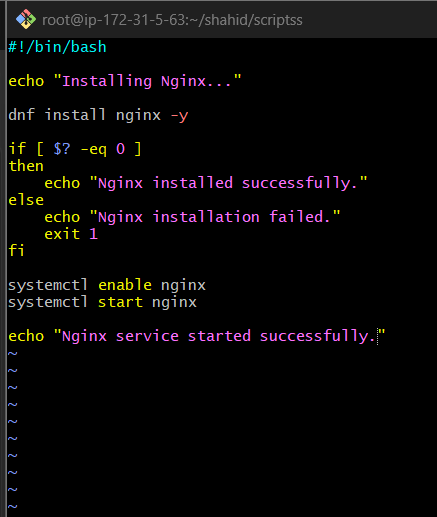 root@ip-172-31-5-63:~/shahid/scriptss
#!/bin/bash
echo "Installing Nginx..."
dnf install nginx -y
if [ $? -eq 0 ]
then
    echo "Nginx installed successfully."
else
    echo "Nginx installation failed."
    exit 1
fi
systemctl enable nginx
systemctl start nginx
echo "Nginx service started successfully."
~
~
~
~
~
~
~
~
~
~